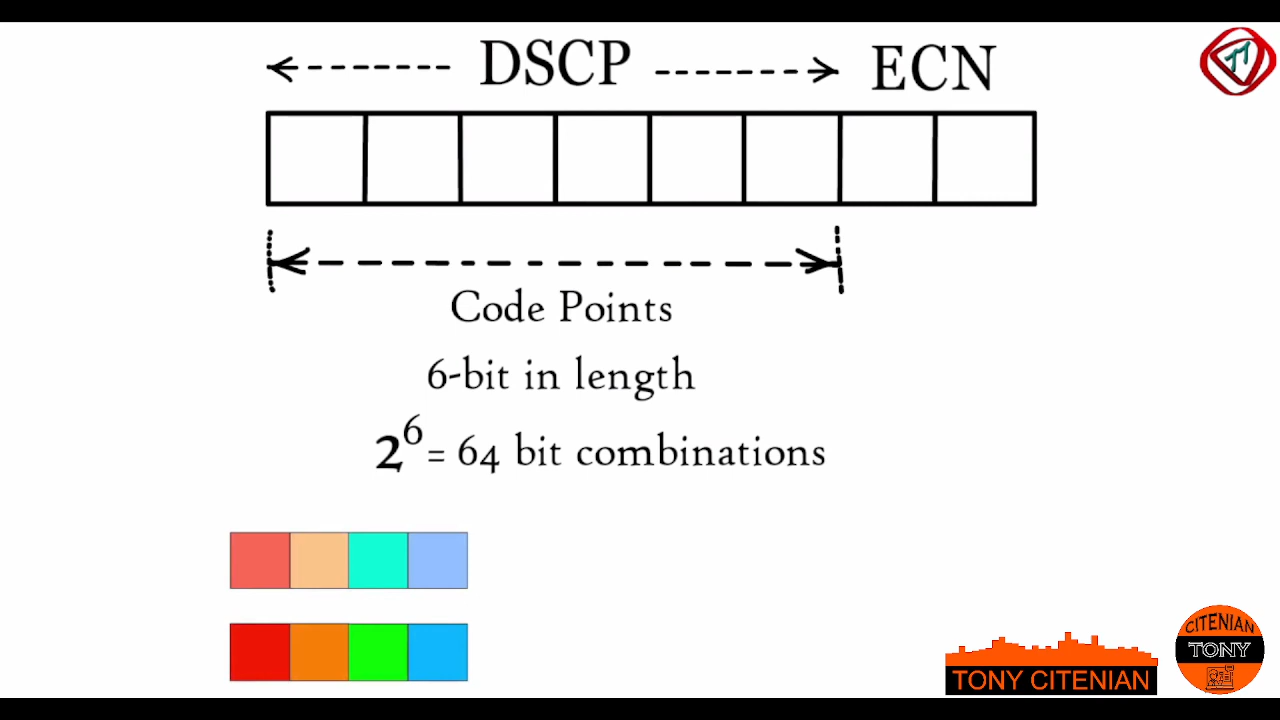 DSCP ECN
Code Points
6-bit in length
2⁶= 64 bit combinations
TONY CITENIAN
CITENIAN
TONY